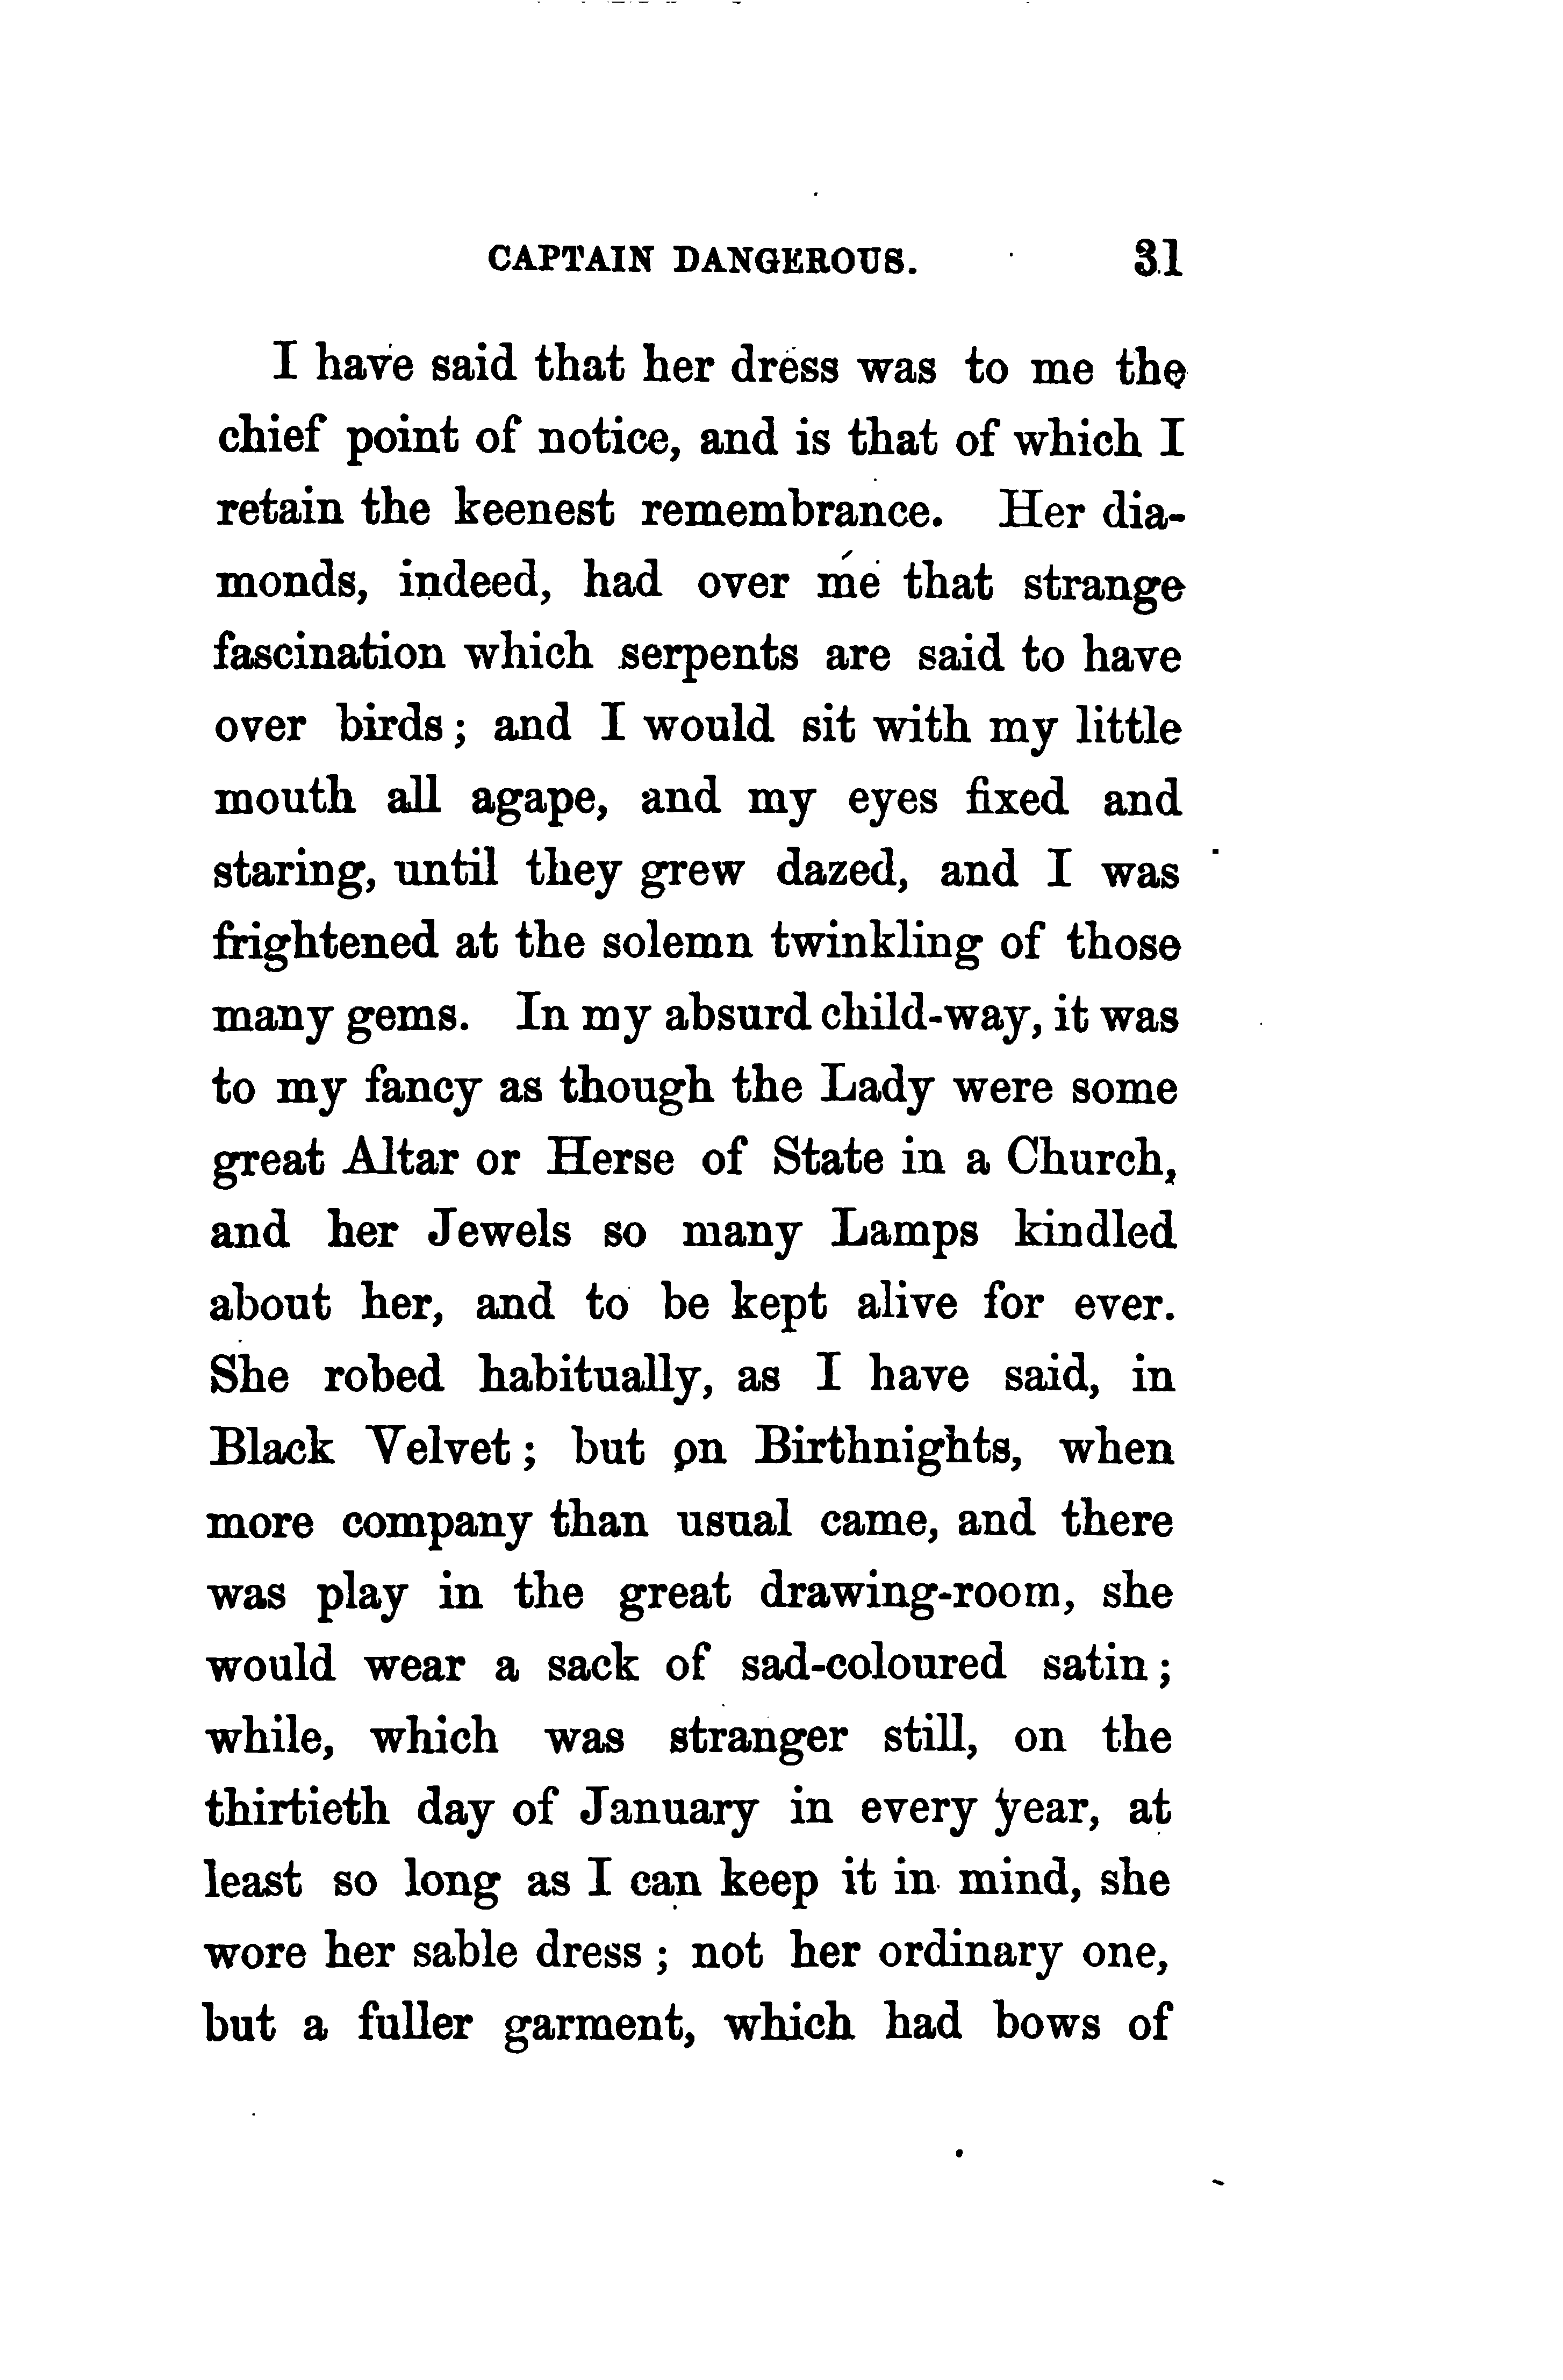 CAPTAIN DANGEROUS. 31
I have said that her dress was to me the
chief point of notice, and is that of which I
retain the keenest remembrance. Her dia-
monds, indeed, had over me that strange
fascination which serpents are said to have
over birds; and I would sit with my little
mouth all agape, and my eyes fixed and
staring, until they grew dazed, and I was
frightened at the solemn twinkling of those
many gems. In my absurd child-way, it was
to my fancy as though the Lady were some
great Altar or Herse of State in a Church,
and her Jewels so many Lamps kindled
about her, and to be kept alive for ever.
She robed habitually, as I have said, in
Black Velvet; but on Birthnights, when
more company than usual came, and there
was play in the great drawing-room, she
would wear a sack of sad-coloured satin;
while, which was stranger still, on the
thirtieth day of January in every year, at
least so long as I can keep it in mind, she
wore her sable dress; not her ordinary one,
but a fuller garment, which had bows of